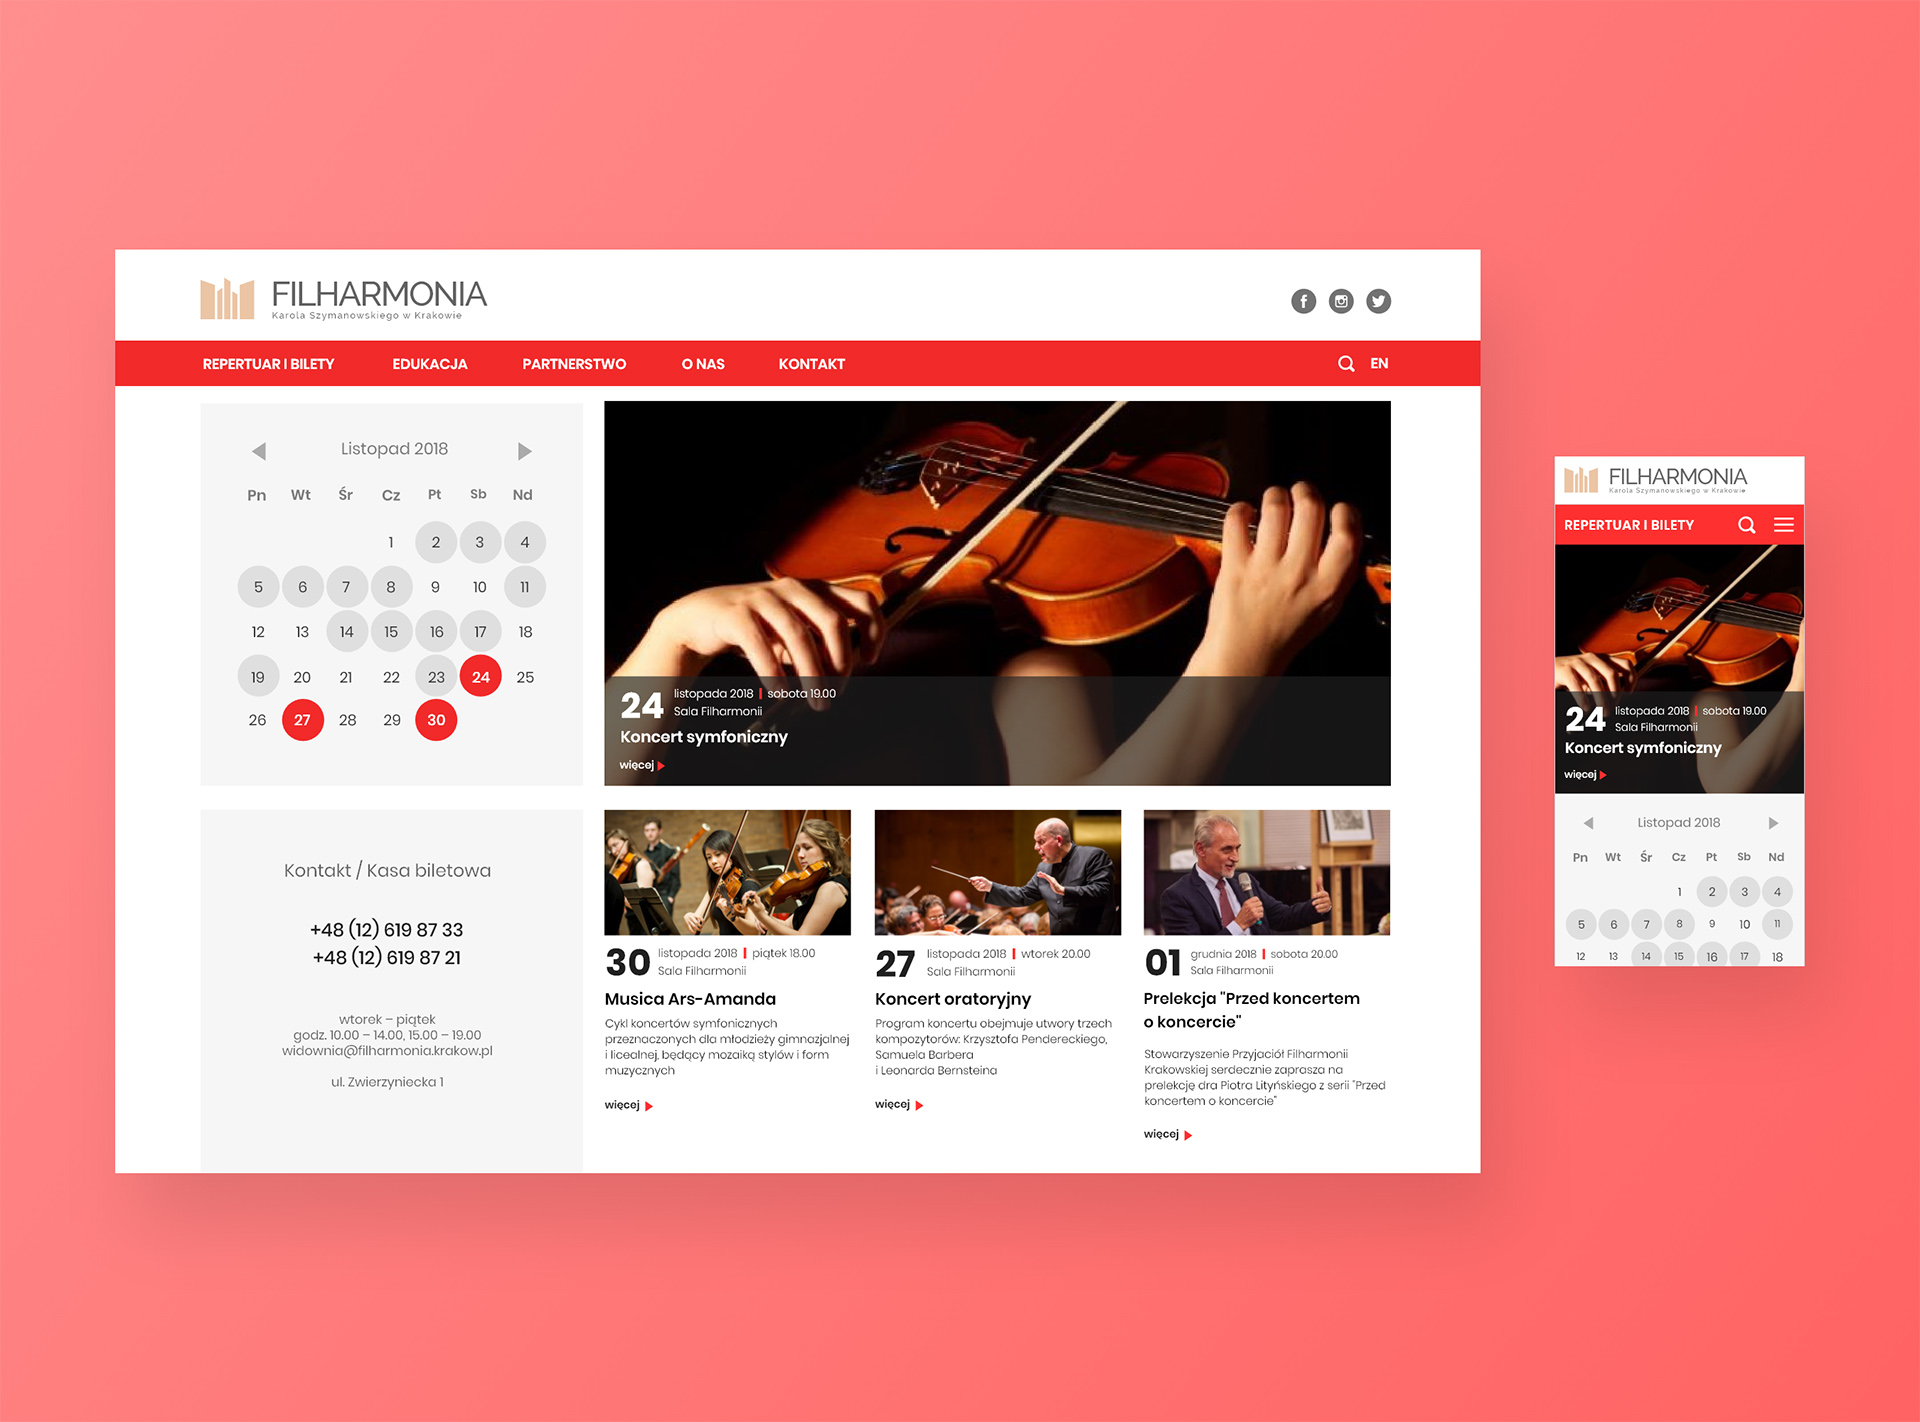 FILHARMONIA
Karola Szymanowskiego w Krakowie
REPERTUAR I BILETY EDUKACJA PARTNERSTWO O NAS KONTAKT EN
Listopad 2018
Pn Wt Śr Cz Pt Sb Nd
1 2 3 4
5 6 7 8 9 10 11
12 13 14 15 16 17 18
19 20 21 22 23 24 25
26 27 28 29 30
24 listopada 2018 sobota 19.00
Sala Filharmonii
Koncert symfoniczny
więcej
Kontakt / Kasa biletowa
+48 (12) 619 87 33
+48 (12) 619 87 21
wtorek – piątek
godz. 10.00 – 14.00, 15.00 – 19.00
widownia@filharmonia.krakow.pl
ul. Zwierzyniecka 1
30 listopada 2018 piątek 18.00
Sala Filharmonii
Musica Ars-Amanda
Cykl koncertów symfonicznych
przeznaczonych dla młodzieży gimnazjalnej
i licealnej, będący mozaiką stylów i form
muzycznych
więcej
27 listopada 2018 wtorek 20.00
Sala Filharmonii
Koncert oratoryjny
Program koncertu obejmuje utwory trzech
kompozytorów: Krzysztofa Pendereckiego,
Samuela Barbera
i Leonarda Bernsteina
więcej
01 grudnia 2018 sobota 20.00
Sala Filharmonii
Prelekcja "Przed koncertem
o koncercie"
Stowarzyszenie Przyjaciół Filharmonii
Krakowskiej serdecznie zaprasza na
prelekcję dra Piotra Lityńskiego z serii "Przed
koncertem o koncercie"
więcej
FILHARMONIA
Karola Szymanowskiego w Krakowie
REPERTUAR I BILETY
24 listopada 2018 sobota 19.00
Sala Filharmonii
Koncert symfoniczny
więcej
Listopad 2018
Pn Wt Śr Cz Pt Sb Nd
1 2 3 4
5 6 7 8 9 10 11
12 13 14 15 16 17 18